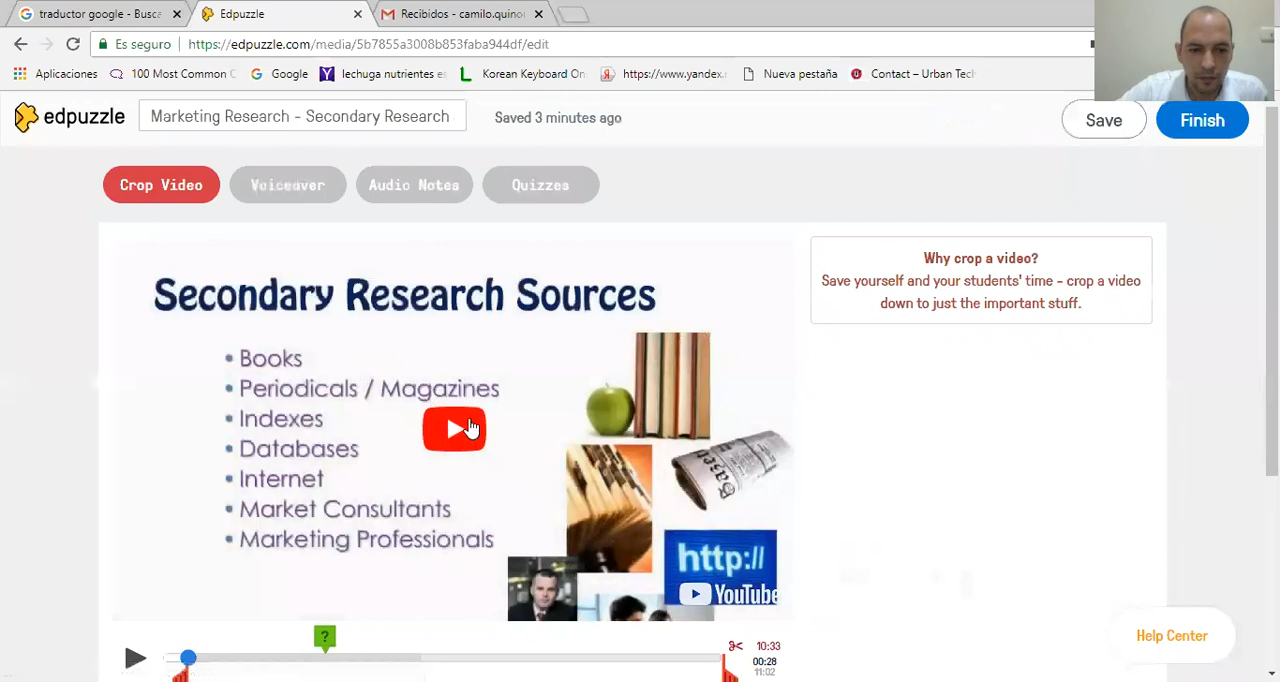 traductor google - Busca
Edpuzzle
Recibidos - camilo.quino
Es seguro
https://edpuzzle.com/media/5b7855a3008b853faba944df/edit
Aplicaciones
100 Most Common C
Google
lechuga nutrientes es
Korean Keyboard On
https://www.yandex.r
Nueva pestaña
Contact – Urban Tech
edpuzzle
Marketing Research - Secondary Research
Saved 3 minutes ago
Save
Finish
Crop Video
Voiceover
Audio Notes
Quizzes
Secondary Research Sources
• Books
• Periodicals / Magazines
• Indexes
• Databases
• Internet
• Market Consultants
• Marketing Professionals
http://
YouTube
Why crop a video?
Save yourself and your students' time - crop a video
down to just the important stuff.
?
10:33
00:28
11:02
Help Center